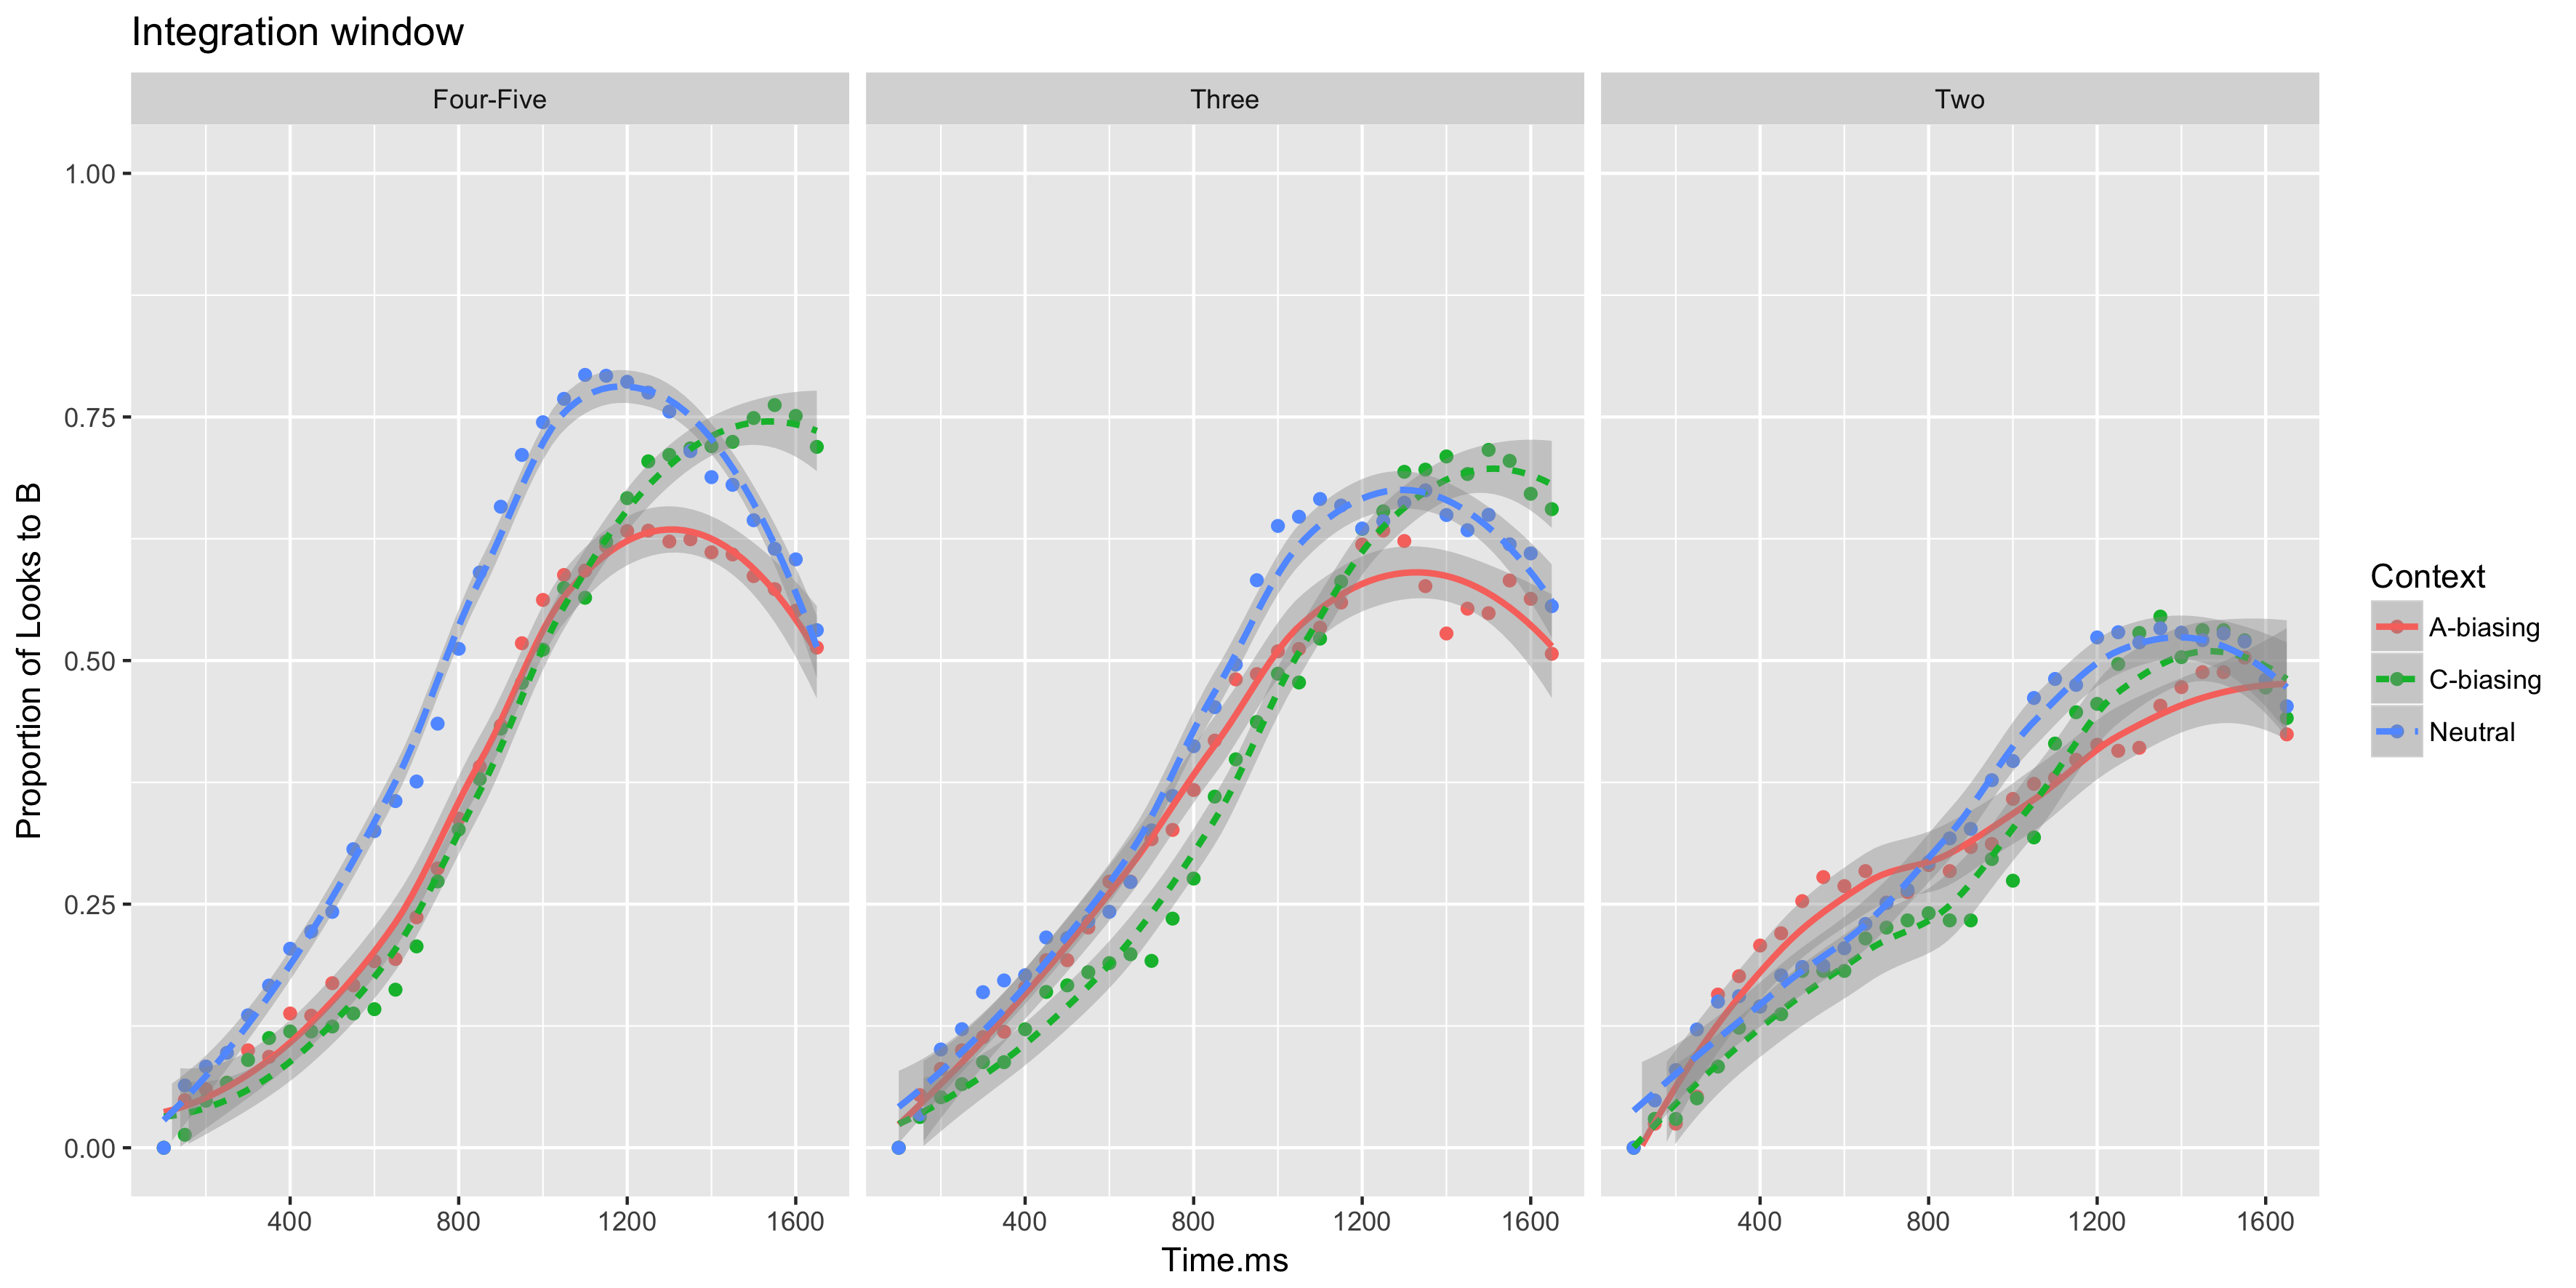 Integration window
Four-Five
Three
Two
1.00
0.75
0.50
0.25
0.00
Proportion of Looks to B
400 800 1200 1600
400 800 1200 1600
400 800 1200 1600
Time.ms
Context
A-biasing
C-biasing
Neutral